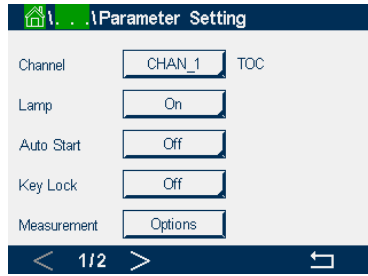 \. . .\Parameter Setting
Channel CHAN_1 TOC
Lamp On
Auto Start Off
Key Lock Off
Measurement Options
< 1/2 >